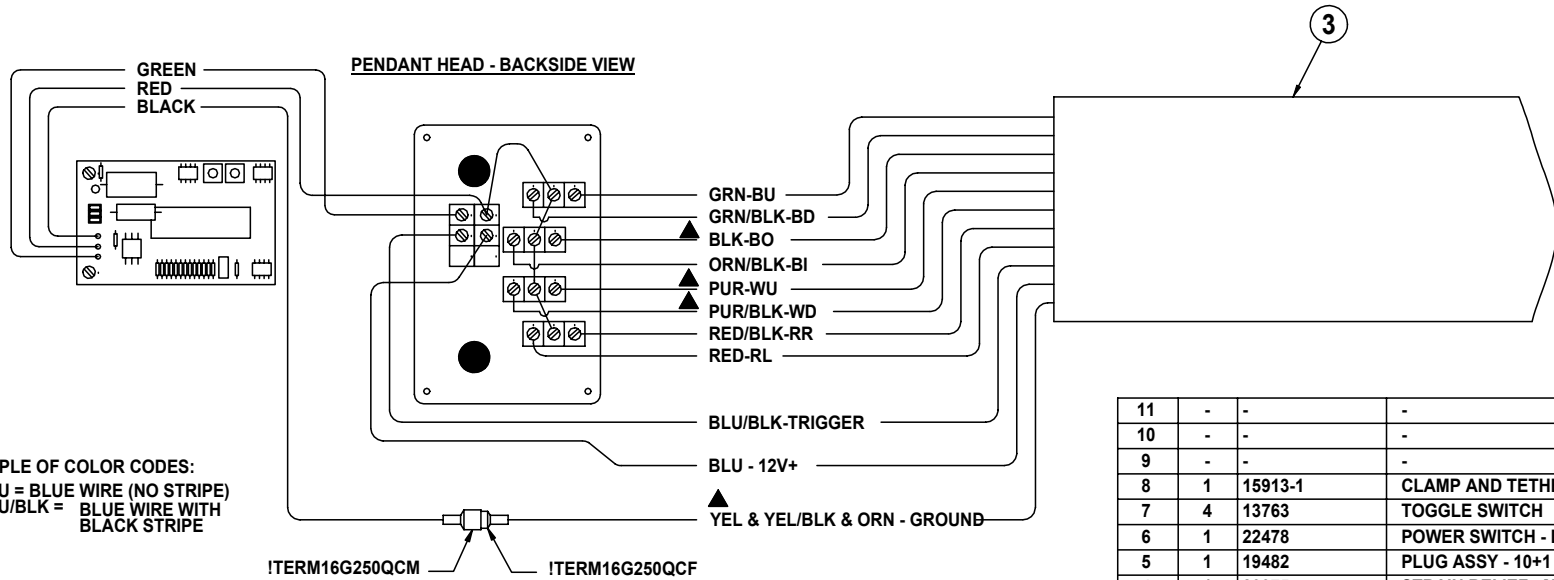 3
GREEN
RED
BLACK
PENDANT HEAD - BACKSIDE VIEW
GRN-BU
GRN/BLK-BD
BLK-BO
ORN/BLK-BI
PUR-WU
PUR/BLK-WD
RED/BLK-RR
RED-RL
BLU/BLK-TRIGGER
BLU - 12V+
YEL & YEL/BLK & ORN - GROUND
OF COLOR CODES:
= BLUE WIRE (NO STRIPE)
= BLUE WIRE WITH
BLACK STRIPE
!TERM16G250QCM
!TERM16G250QCF
11 - - -
10 - - -
9 - - -
8 1 15913-1 CLAMP AND
7 4 13763 TOGGLE SWITCH
6 1 22478 POWER SWITCH -
5 1 19482 PLUG ASSY - 10+1